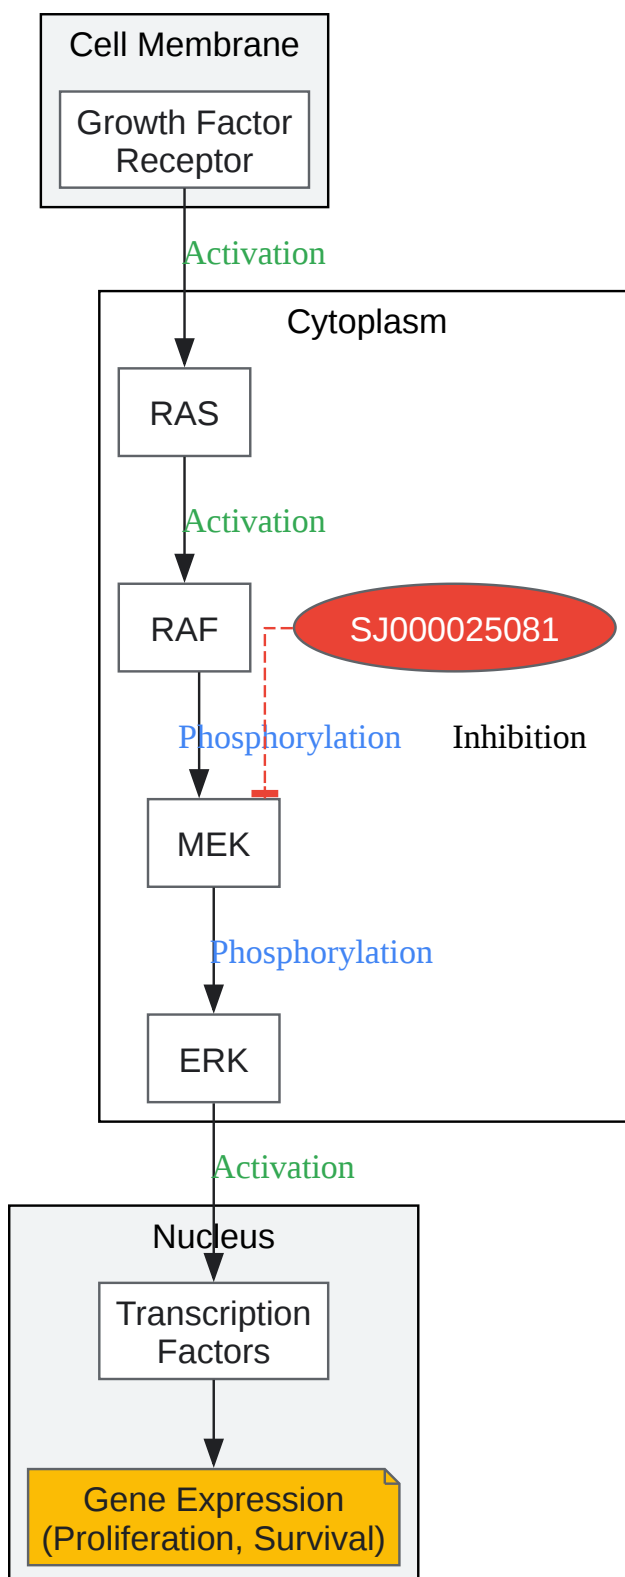 Cell Membrane
Growth Factor
Receptor
Activation
Cytoplasm
RAS
Activation
RAF
SJ000025081
Phosphorylation
Inhibition
MEK
Phosphorylation
ERK
Activation
Nucleus
Transcription
Factors
Gene Expression
(Proliferation, Survival)